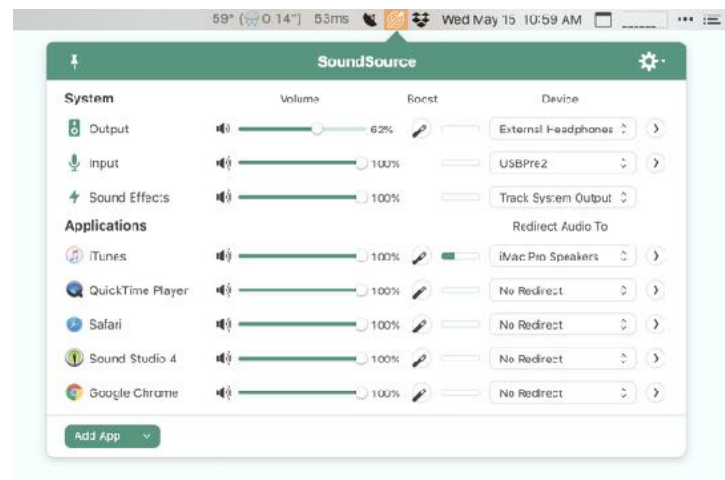 59° (0.14") 53ms Wed May 15 10:59 AM
SoundSource
System Volume Boost Device
Output 62% External Headphones
Input 100% USBPre2
Sound Effects 100% Track System Output
Applications Redirect Audio To
iTunes 100% iMac Pro Speakers
QuickTime Player 100% No Redirect
Safari 100% No Redirect
Sound Studio 4 100% No Redirect
Google Chrome 100% No Redirect
Add App